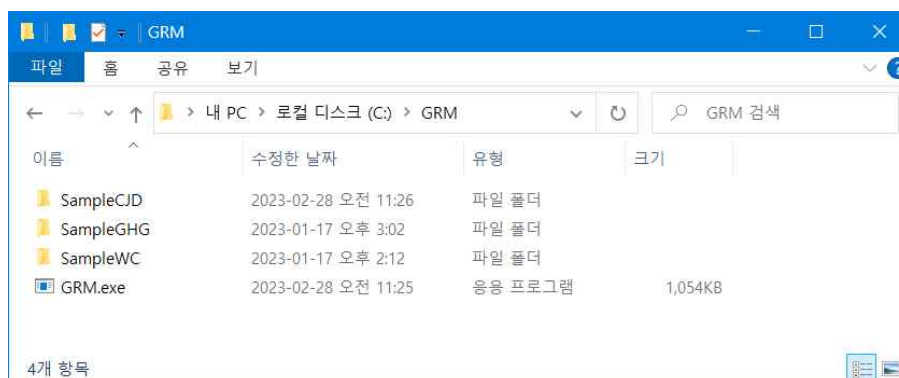 GRM
파일 홈 공유 보기
내 PC > 로컬 디스크 (C:) > GRM GRM 검색
이름 수정한 날짜 유형 크기
SampleCJD 2023-02-28 오전 11:26 파일 폴더
SampleGHG 2023-01-17 오후 3:02 파일 폴더
SampleWC 2023-01-17 오후 2:12 파일 폴더
GRM.exe 2023-02-28 오전 11:25 응용 프로그램 1,054KB
4개 항목